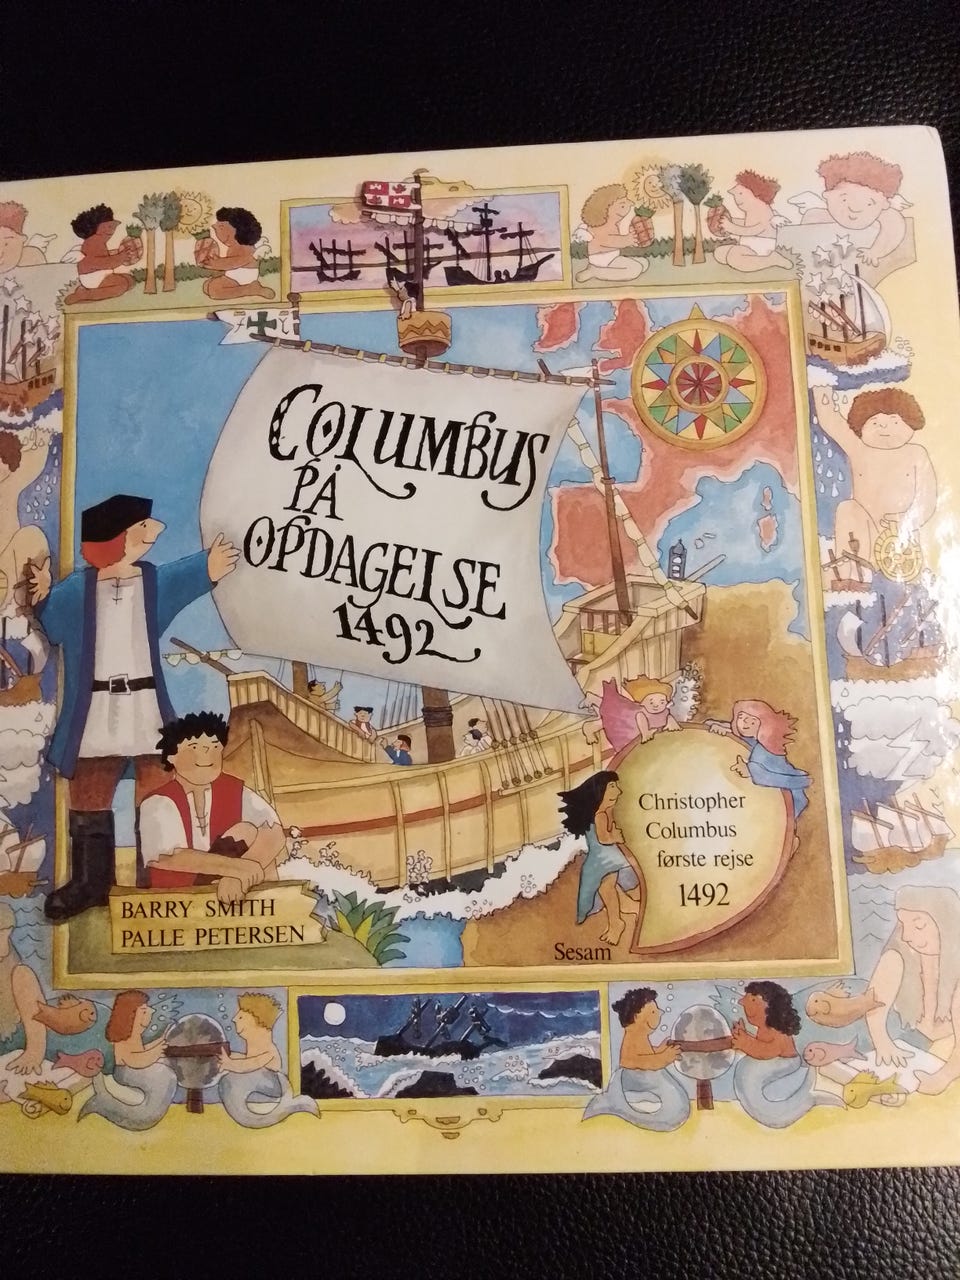 COLUMBUS
PÅ
OPDAGELSE
1492
Christopher
Columbus
første rejse
1492
BARRY SMITH
PALLE PETERSEN
Sesam